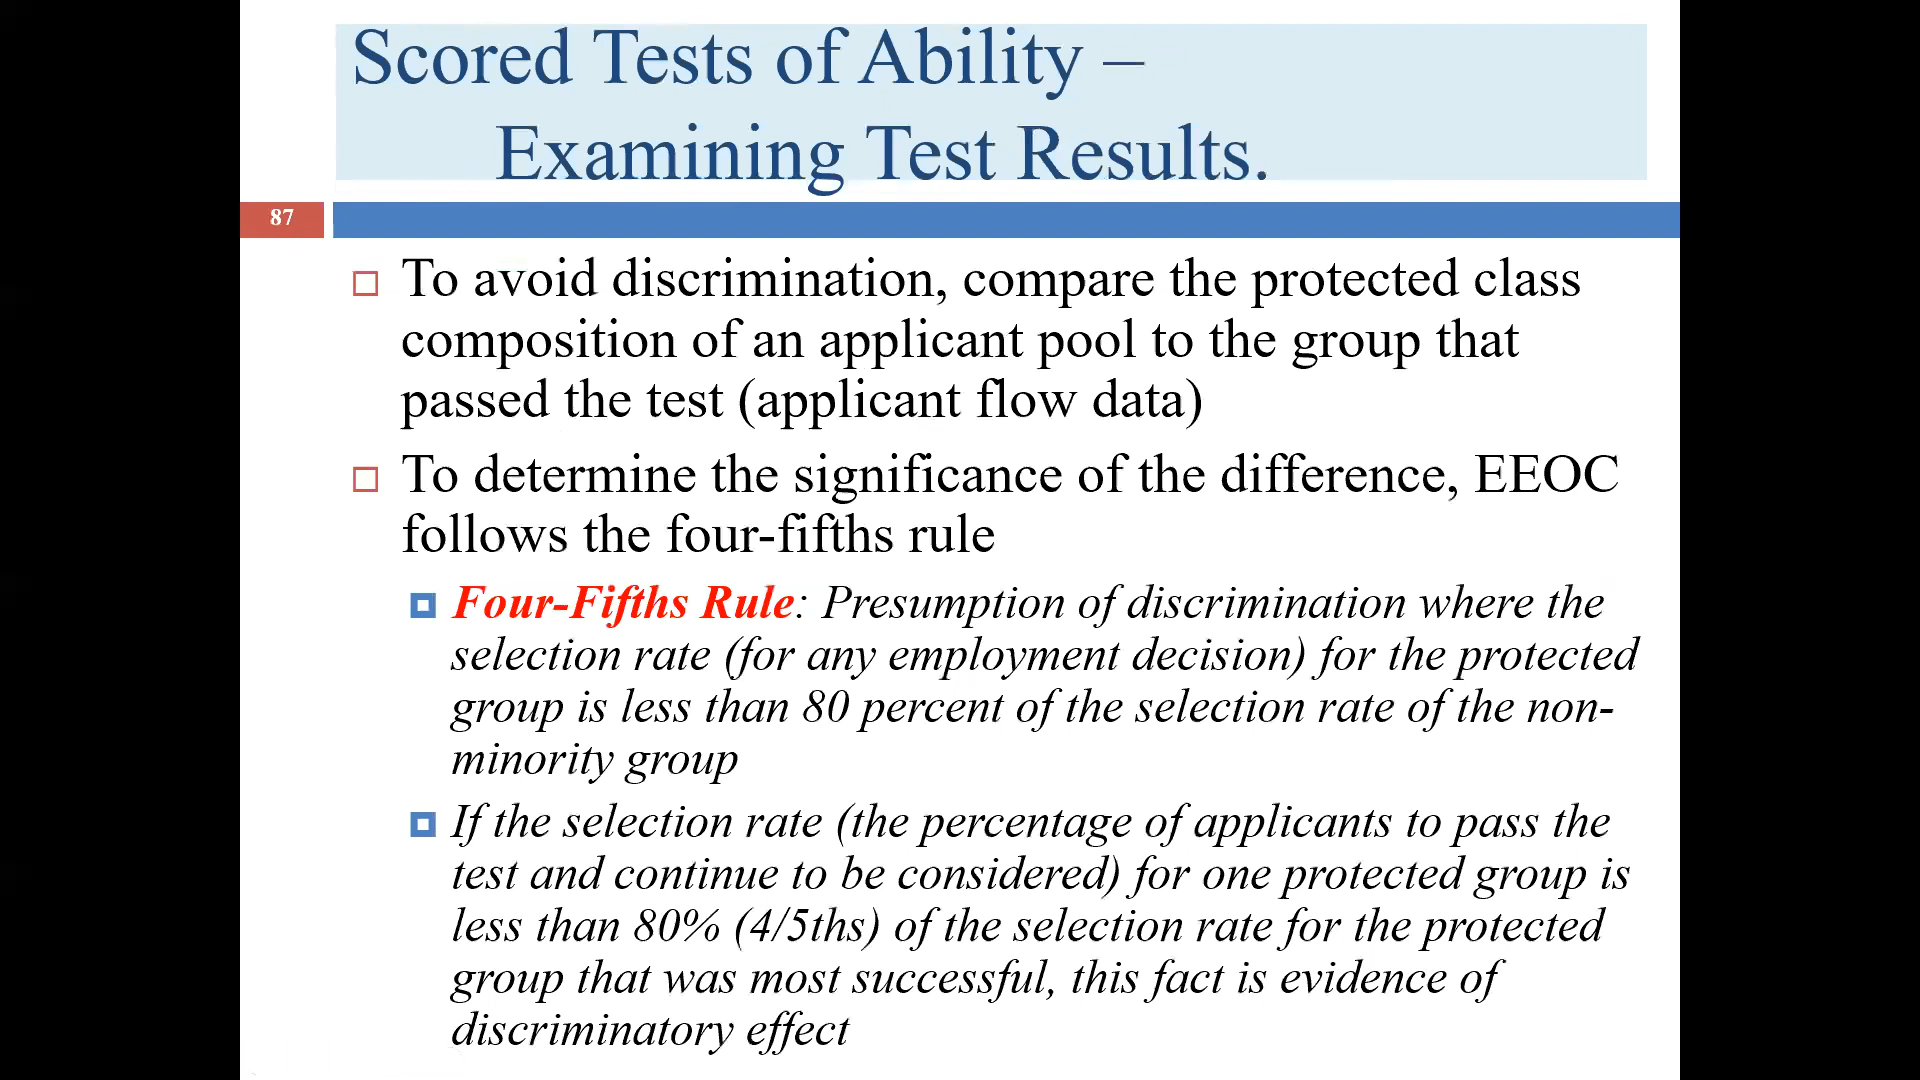 Scored Tests of Ability –
Examining Test Results.
87
To avoid discrimination, compare the protected class
composition of an applicant pool to the group that
passed the test (applicant flow data)
To determine the significance of the difference, EEOC
follows the four-fifths rule
Four-Fifths Rule: Presumption of discrimination where the
selection rate (for any employment decision) for the protected
group is less than 80 percent of the selection rate of the non-
minority group
If the selection rate (the percentage of applicants to pass the
test and continue to be considered) for one protected group is
less than 80% (4/5ths) of the selection rate for the protected
group that was most successful, this fact is evidence of
discriminatory effect